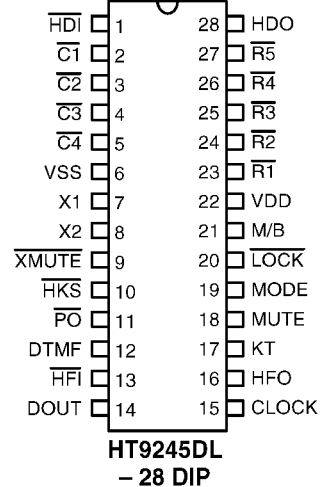 HDI 1 28 HDO
C1 2 27 R5
C2 3 26 R4
C3 4 25 R3
C4 5 24 R2
VSS 6 23 R1
X1 7 22 VDD
X2 8 21 M/B
XMUTE 9 20 LOCK
HKS 10 19 MODE
PO 11 18 MUTE
DTMF 12 17 KT
HFI 13 16 HFO
DOUT 14 15 CLOCK
HT9245DL
– 28 DIP